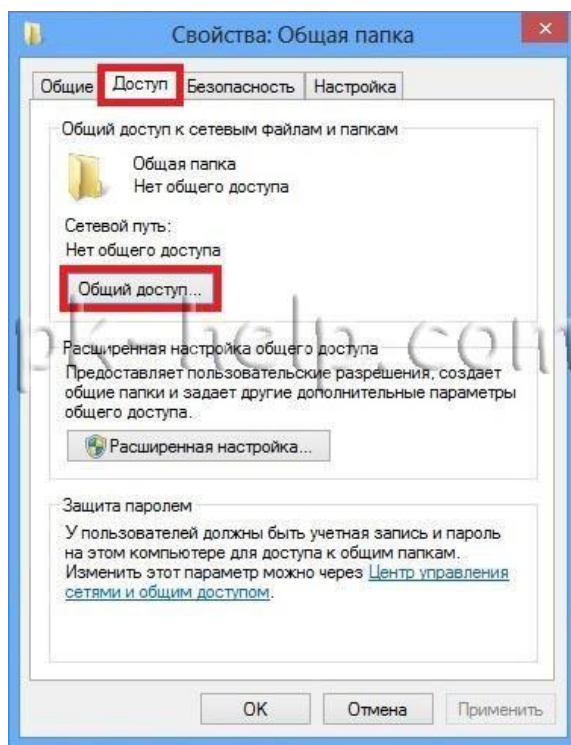 Свойства: Общая папка
Общие Доступ Безопасность Настройка
Общий доступ к сетевым файлам и папкам
Общая папка
Нет общего доступа
Сетевой путь:
Нет общего доступа
Общий доступ...
pk-help.com
Расширенная настройка общего доступа
Предоставляет пользовательские разрешения, создает
общие папки и задает другие дополнительные параметры
общего доступа.
Расширенная настройка...
Защита паролем
У пользователей должны быть учетная запись и пароль
на этом компьютере для доступа к общим папкам.
Изменить этот параметр можно через Центр управления
сетями и общим доступом.
OK Отмена Применить